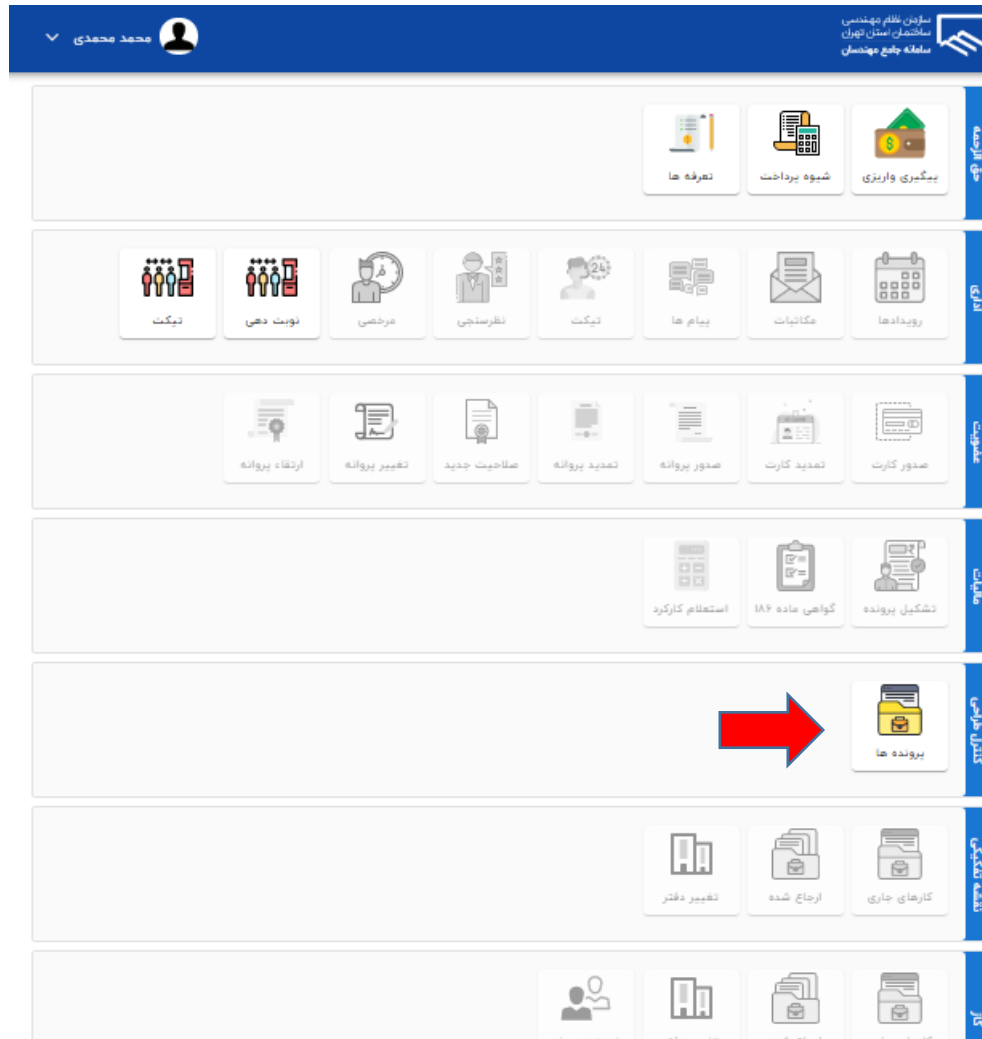 سازمان نظام مهندسی
ساختمان استان تهران
سامانه جامع مهندسان
محمد محمدی
حق الزحمه
پیگیری واریزی
شیوه پرداخت
تعرفه ها
اداری
رویدادها
مکاتبات
پیام ها
تیکت
نظرسنجی
مرخصی
نوبت دهی
تیکت
عضویت
صدور کارت
تمدید کارت
صدور پروانه
تمدید پروانه
صلاحیت جدید
تغییر پروانه
ارتقاء پروانه
مالیات
تشکیل پرونده
گواهی ماده ۱۸۶
استعلام کارکرد
کنترل طراحی
پرونده ها
نقشه تفکیکی
کارهای جاری
ارجاع شده
تغییر دفتر
گاز